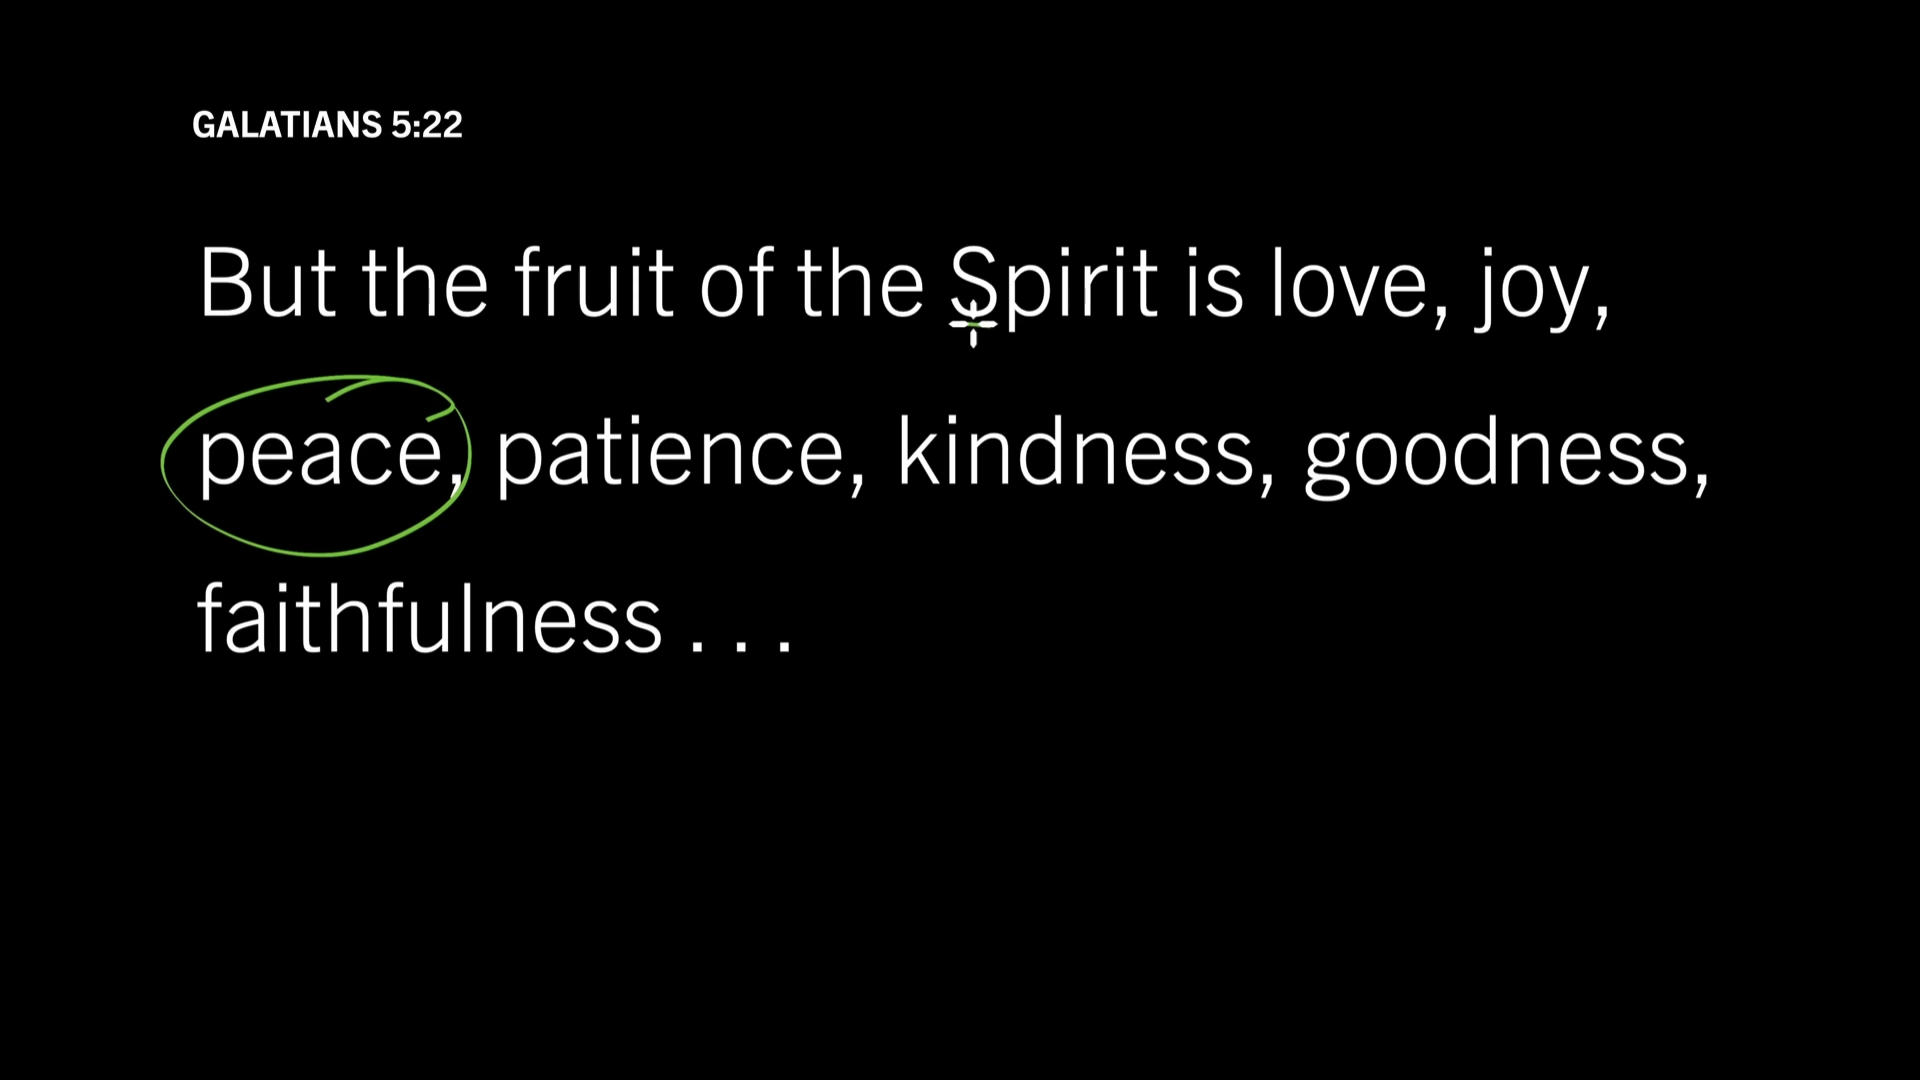 GALATIANS 5:22
But the fruit of the Spirit is love, joy,
peace, patience, kindness, goodness,
faithfulness . . .